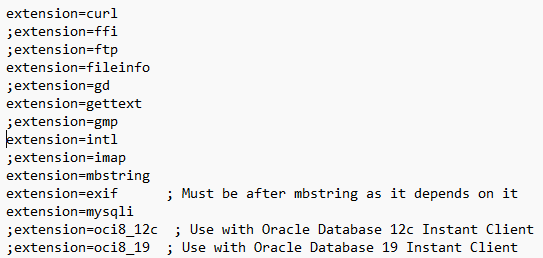 extension=curl
;extension=ffi
;extension=ftp
extension=fileinfo
;extension=gd
extension=gettext
;extension=gmp
extension=intl
;extension=imap
extension=mbstring
extension=exif      ; Must be after mbstring as it depends on it
extension=mysqli
;extension=oci8_12c  ; Use with Oracle Database 12c Instant Client
;extension=oci8_19  ; Use with Oracle Database 19 Instant Client